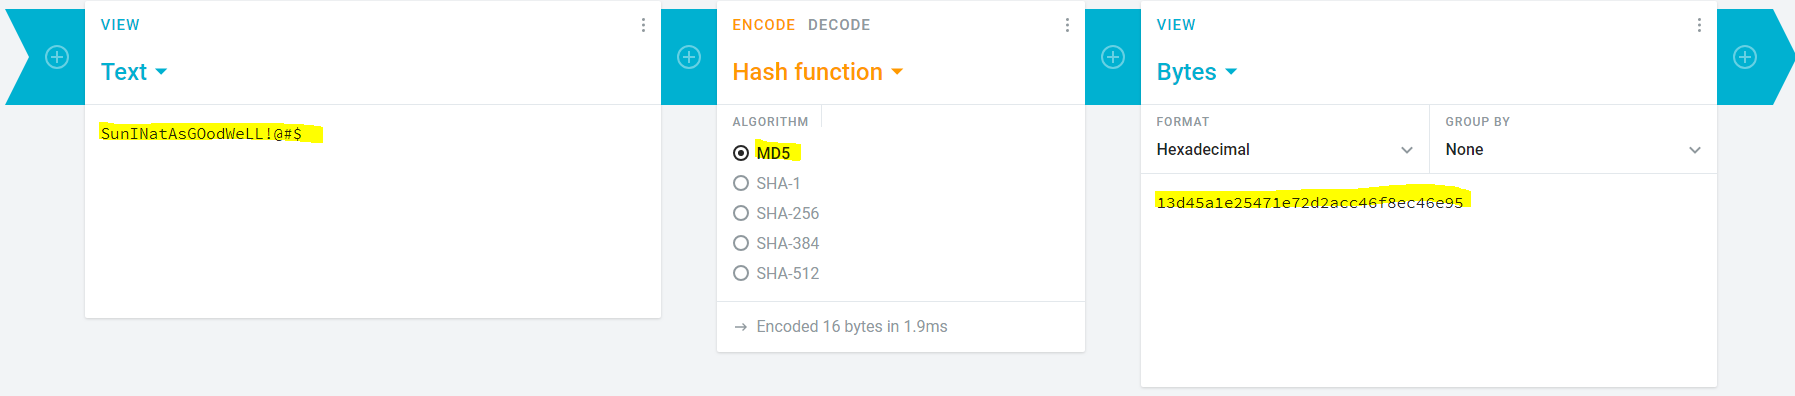 VIEW
Text
SunINatAsGOodWeLL!@#$
ENCODE DECODE
Hash function
ALGORITHM
MD5
SHA-1
SHA-256
SHA-384
SHA-512
→ Encoded 16 bytes in 1.9ms
VIEW
Bytes
FORMAT
Hexadecimal
GROUP BY
None
13d45a1e25471e72d2acc46f8ec46e95